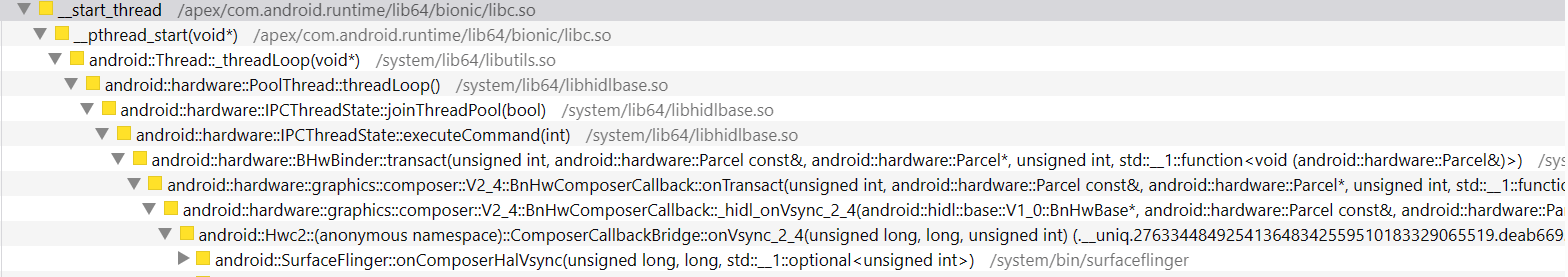 __start_thread /apex/com.android.runtime/lib64/bionic/libc.so
__pthread_start(void*) /apex/com.android.runtime/lib64/bionic/libc.so
android::Thread::_threadLoop(void*) /system/lib64/libutils.so
android::hardware::PoolThread::threadLoop() /system/lib64/libhidlbase.so
android::hardware::IPCThreadState::joinThreadPool(bool) /system/lib64/libhidlbase.so
android::hardware::IPCThreadState::executeCommand(int) /system/lib64/libhidlbase.so
android::hardware::BHwBinder::transact(unsigned int, android::hardware::Parcel const&, android::hardware::Parcel*, unsigned int, std::__1::function<void (android::hardware::Parcel&)>) /sys
android::hardware::graphics::composer::V2_4::BnHwComposerCallback::onTransact(unsigned int, android::hardware::Parcel const&, android::hardware::Parcel*, unsigned int, std::__1::functio
android::hardware::graphics::composer::V2_4::BnHwComposerCallback::_hidl_onVsync_2_4(android::hidl::base::V1_0::BnHwBase*, android::hardware::Parcel const&, android::hardware::Pa
android::Hwc2::(anonymous namespace)::ComposerCallbackBridge::onVsync_2_4(unsigned long, long, unsigned int) (.__uniq.276334484925413648342559510183329065519.deab669
android::SurfaceFlinger::onComposerHalVsync(unsigned long, long, std::__1::optional<unsigned int>) /system/bin/surfaceflinger